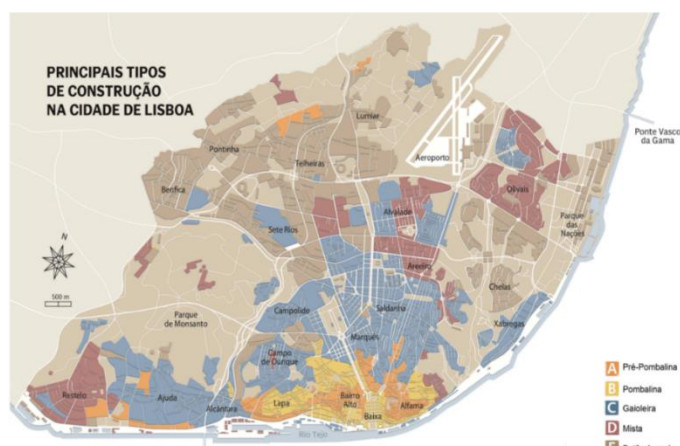 PRINCIPAIS TIPOS
DE CONSTRUÇÃO
NA CIDADE DE LISBOA
Lumiar
Ponte Vasco
da Gama
Pontinha
Telheiras
Aeroporto
Benfica
Olivais
Alvalade
Parque
das
Nações
Sete Rios
N
Areeiro
500 m
Chelas
Parque
de Monsanto
Campolide
Saldanha
Xabregas
Marquês
Campo
de Ourique
A Pré-Pombalina
Restelo
Ajuda
Alcântara
Lapa
Bairro
Alto
Baixa
Alfama
B Pombalina
C Gaioleira
D Mista
Rio Tejo